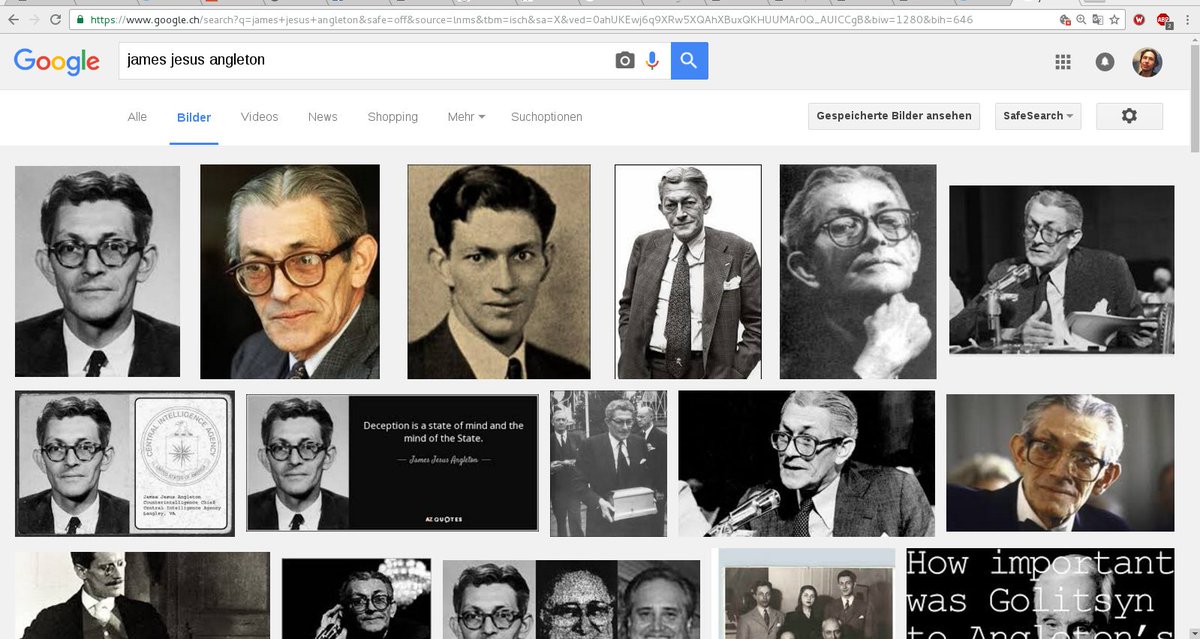 https://www.google.ch/search?q=james+jesus+angleton&safe=off&source=lnms&tbm=isch&sa=X&ved=0ahUKEwj6q9XRw5XQAhXBuxQKHUUMAr0Q_AUICCgB&biw=1280&bih=646
Google
james jesus angleton
Alle
Bilder
Videos
News
Shopping
Mehr
Suchoptionen
Gespeicherte Bilder ansehen
SafeSearch
CENTRAL INTELLIGENCE AGENCY
UNITED STATES OF AMERICA
James Jesus Angleton
Counterintelligence Chief
Central Intelligence Agency
Langley, VA
Deception is a state of mind and the
mind of the State.
— James Jesus Angleton —
AZ QUOTES
How important
was Golitsyn
to Angleton's